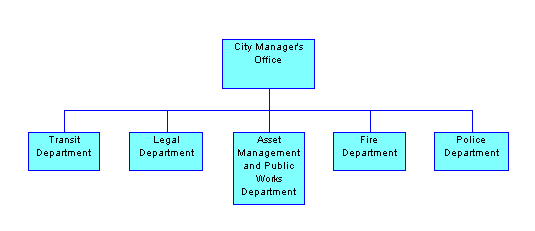 City Manager's
Office
Transit
Department
Legal
Department
Asset
Management
and Public
Works
Department
Fire
Department
Police
Department